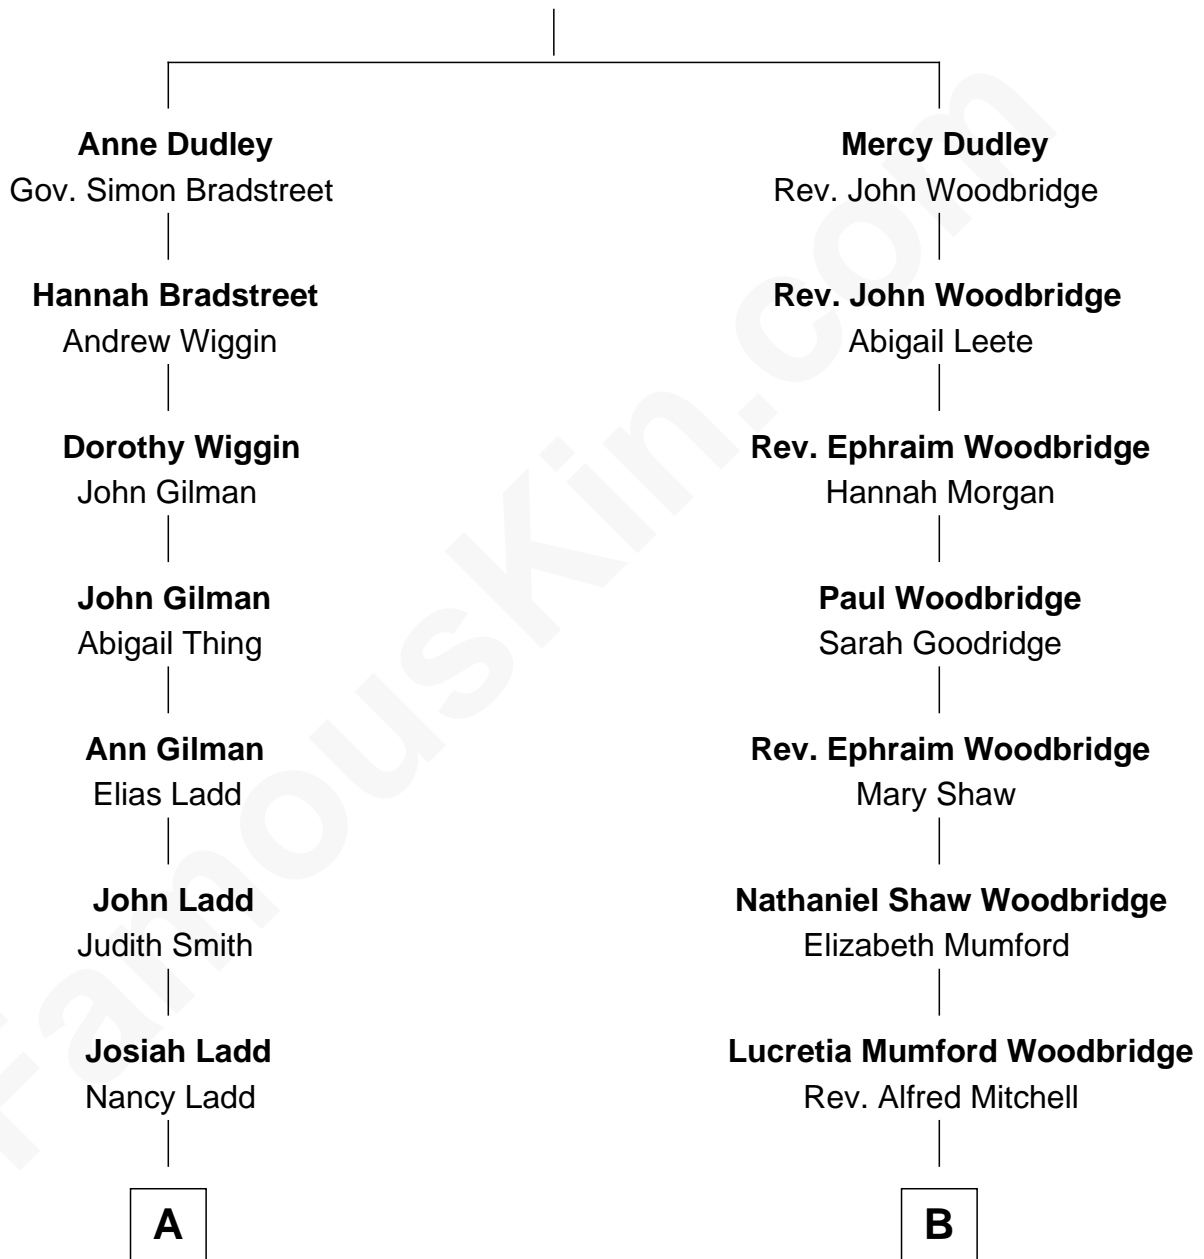 Anne Dudley
Gov. Simon Bradstreet
Hannah Bradstreet
Andrew Wiggin
Dorothy Wiggin
John Gilman
John Gilman
Abigail Thing
Ann Gilman
Elias Ladd
John Ladd
Judith Smith
Josiah Ladd
Nancy Ladd
A
Mercy Dudley
Rev. John Woodbridge
Rev. John Woodbridge
Abigail Leete
Rev. Ephraim Woodbridge
Hannah Morgan
Paul Woodbridge
Sarah Goodridge
Rev. Ephraim Woodbridge
Mary Shaw
Nathaniel Shaw Woodbridge
Elizabeth Mumford
Lucretia Mumford Woodbridge
Rev. Alfred Mitchell
B
FamousKin.com